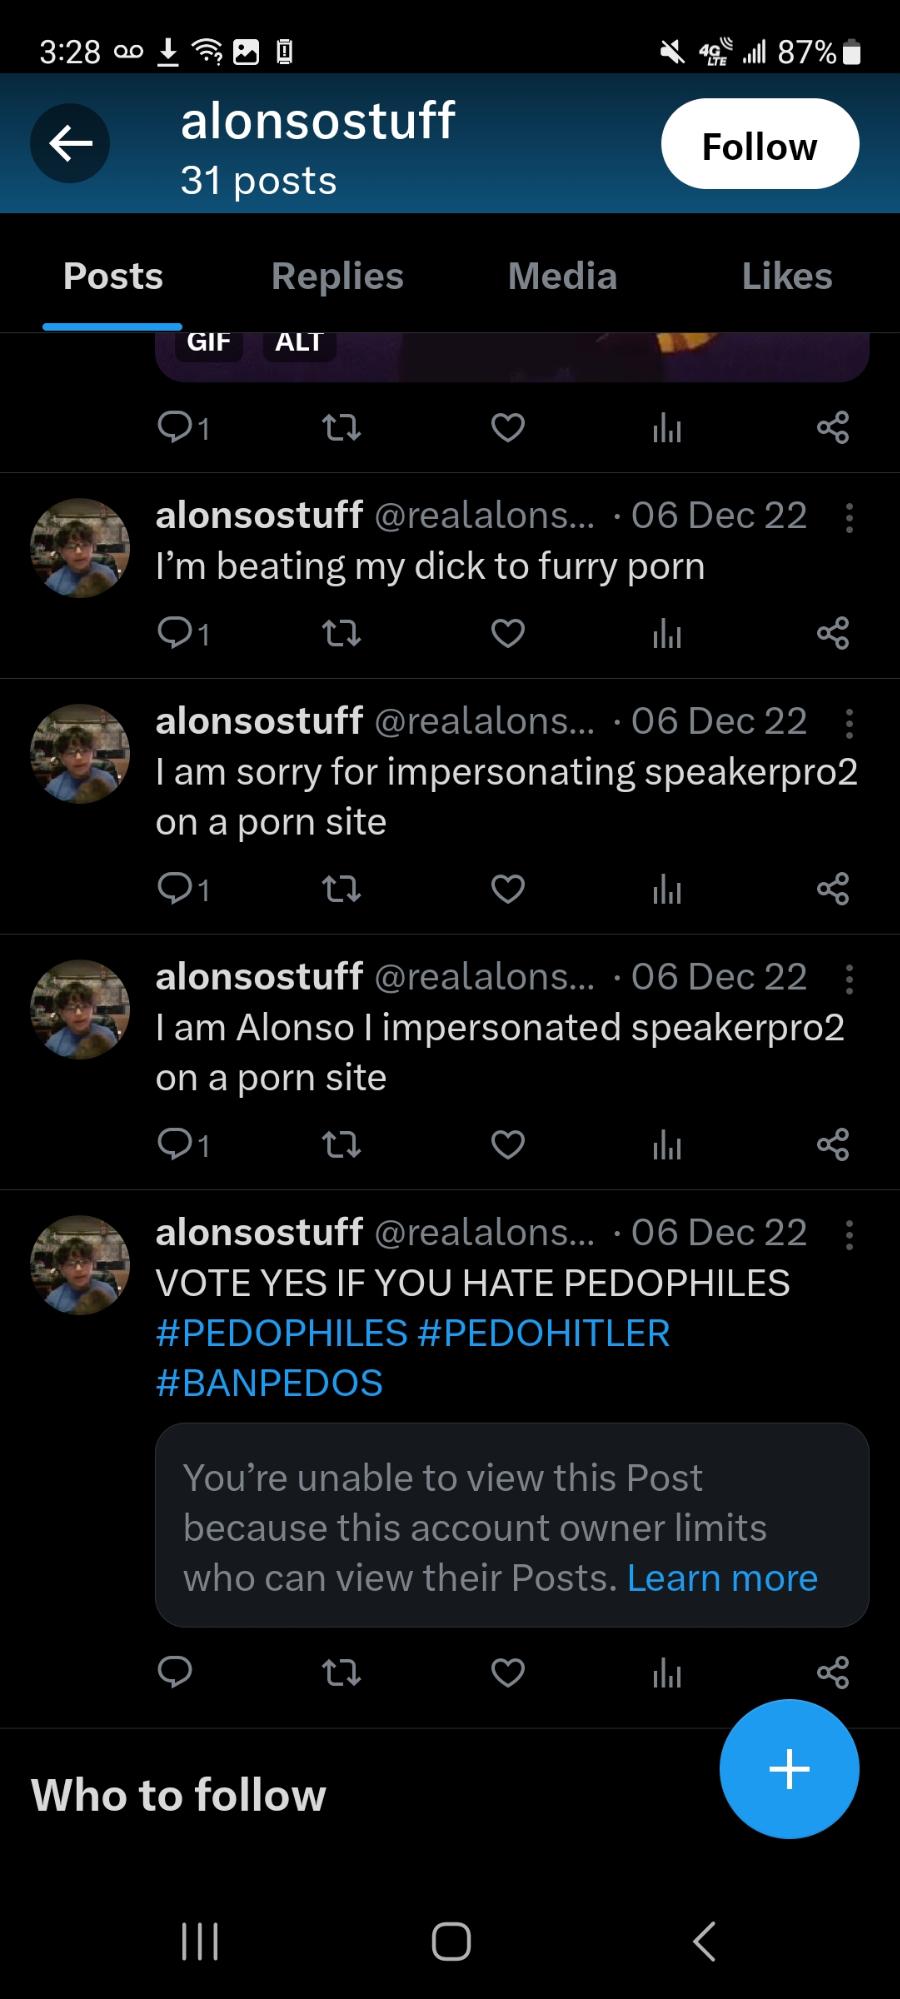 3:28 4G LTE 87%
alonsostuff
Follow
31 posts
Posts Replies Media Likes
GIF ALT
1
alonsostuff @realalons... · 06 Dec 22
I’m beating my dick to furry porn
1
alonsostuff @realalons... · 06 Dec 22
I am sorry for impersonating speakerpro2
on a porn site
1
alonsostuff @realalons... · 06 Dec 22
I am Alonso I impersonated speakerpro2
on a porn site
1
alonsostuff @realalons... · 06 Dec 22
VOTE YES IF YOU HATE PEDOPHILES
#PEDOPHILES #PEDOHITLER
#BANPEDOS
You’re unable to view this Post
because this account owner limits
who can view their Posts. Learn more
Who to follow